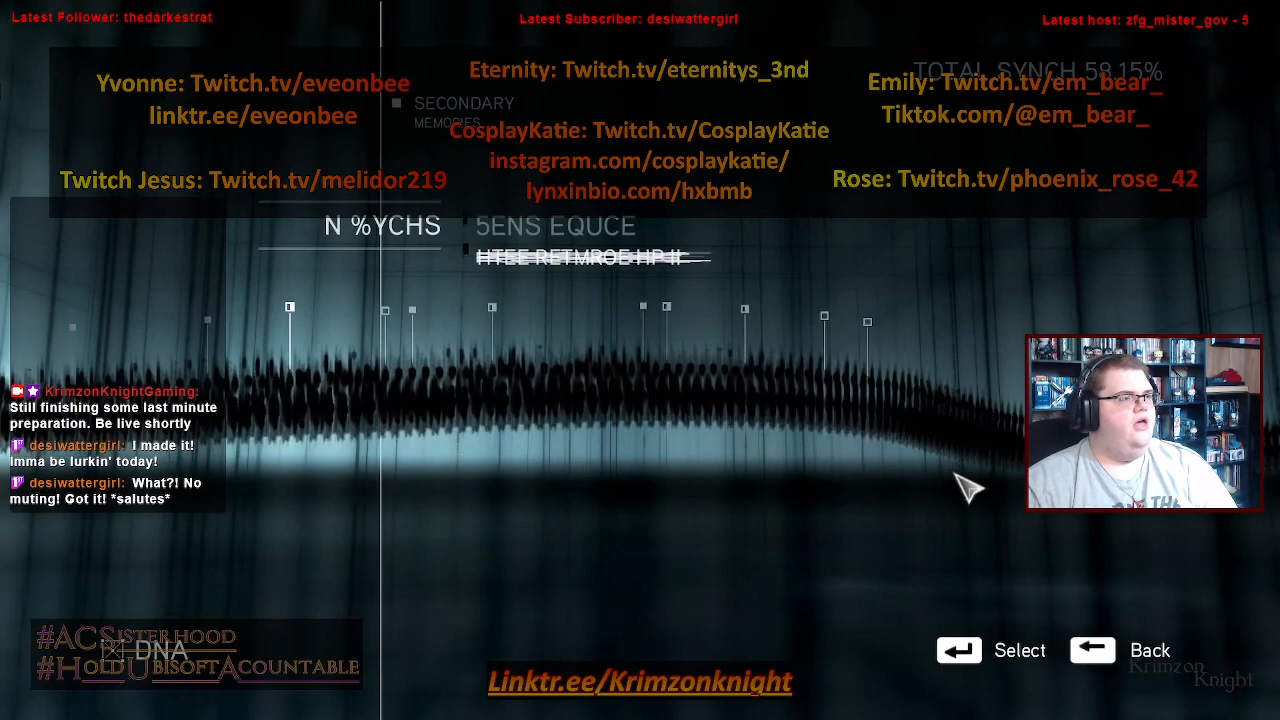 Latest Follower: thedarkestrat
Latest Subscriber: desiwattergirl
Latest host: zfg_mister_gov - 5
Yvonne: Twitch.tv/eveonbee
linktr.ee/eveonbee
Twitch Jesus: Twitch.tv/melidor219
Eternity: Twitch.tv/eternitys_3nd
CosplayKatie: Twitch.tv/CosplayKatie
instagram.com/cosplaykatie/
lynxinbio.com/hxbmb
TOTAL SYNCH 58.15%
Emily: Twitch.tv/em_bear_
Tiktok.com/@em_bear_
Rose: Twitch.tv/phoenix_rose_42
SECONDARY
MEMORIES
N %YCHS
5ENS EQUCE
HTEE RETMROE HP II
KrimzonKnightGaming:
Still finishing some last minute
preparation. Be live shortly
desiwattergirl: I made it!
Imma be lurkin' today!
desiwattergirl: What?! No
muting! Got it! *salutes*
#ACSisterhood
DNA
#HoldUbisoftAcountable
Linktr.ee/Krimzonknight
Select
Back
Krimzon
Knight